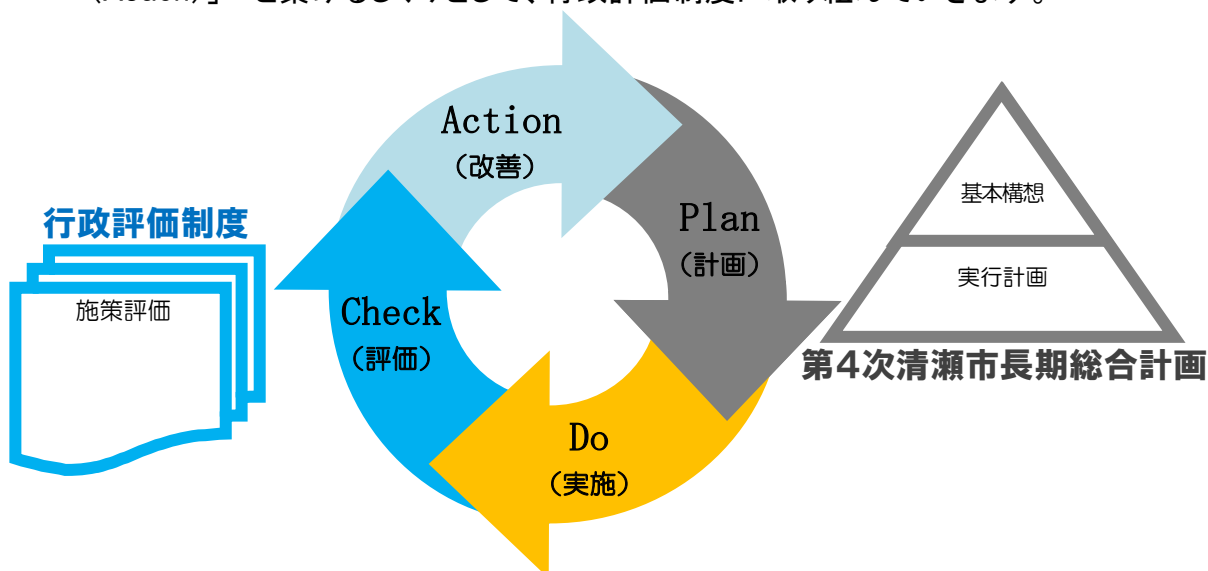 Action
（改善）
Plan
（計画）
基本構想
実行計画
第4次清瀬市長期総合計画
行政評価制度
施策評価
Check
（評価）
Do
（実施）